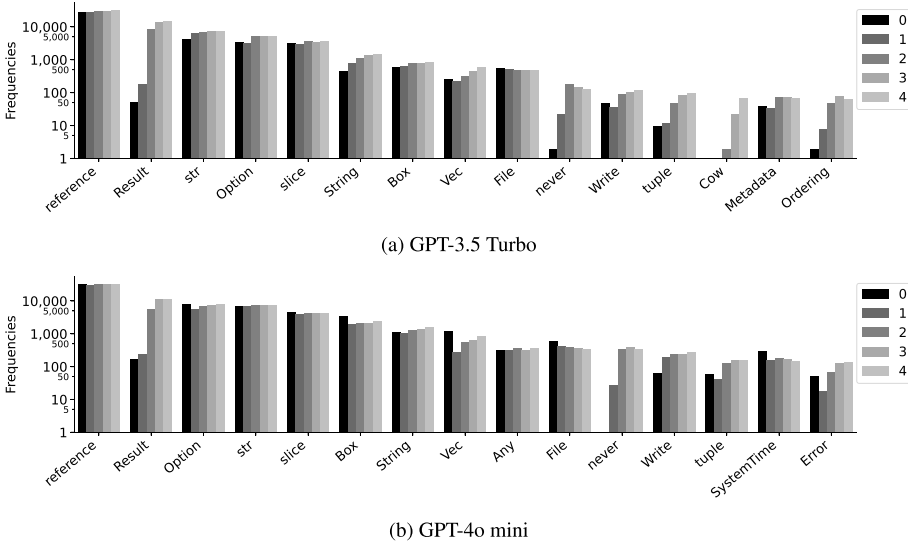 Frequencies
10,000
5,000
1,000
500
100
50
10
5
1
reference
Result
str
Option
slice
String
Box
Vec
File
never
Write
tuple
Cow
Metadata
Ordering
0
1
2
3
4
(a) GPT-3.5 Turbo
Frequencies
10,000
5,000
1,000
500
100
50
10
5
1
reference
Result
Option
str
slice
Box
String
Vec
Any
File
never
Write
tuple
SystemTime
Error
0
1
2
3
4
(b) GPT-4o mini